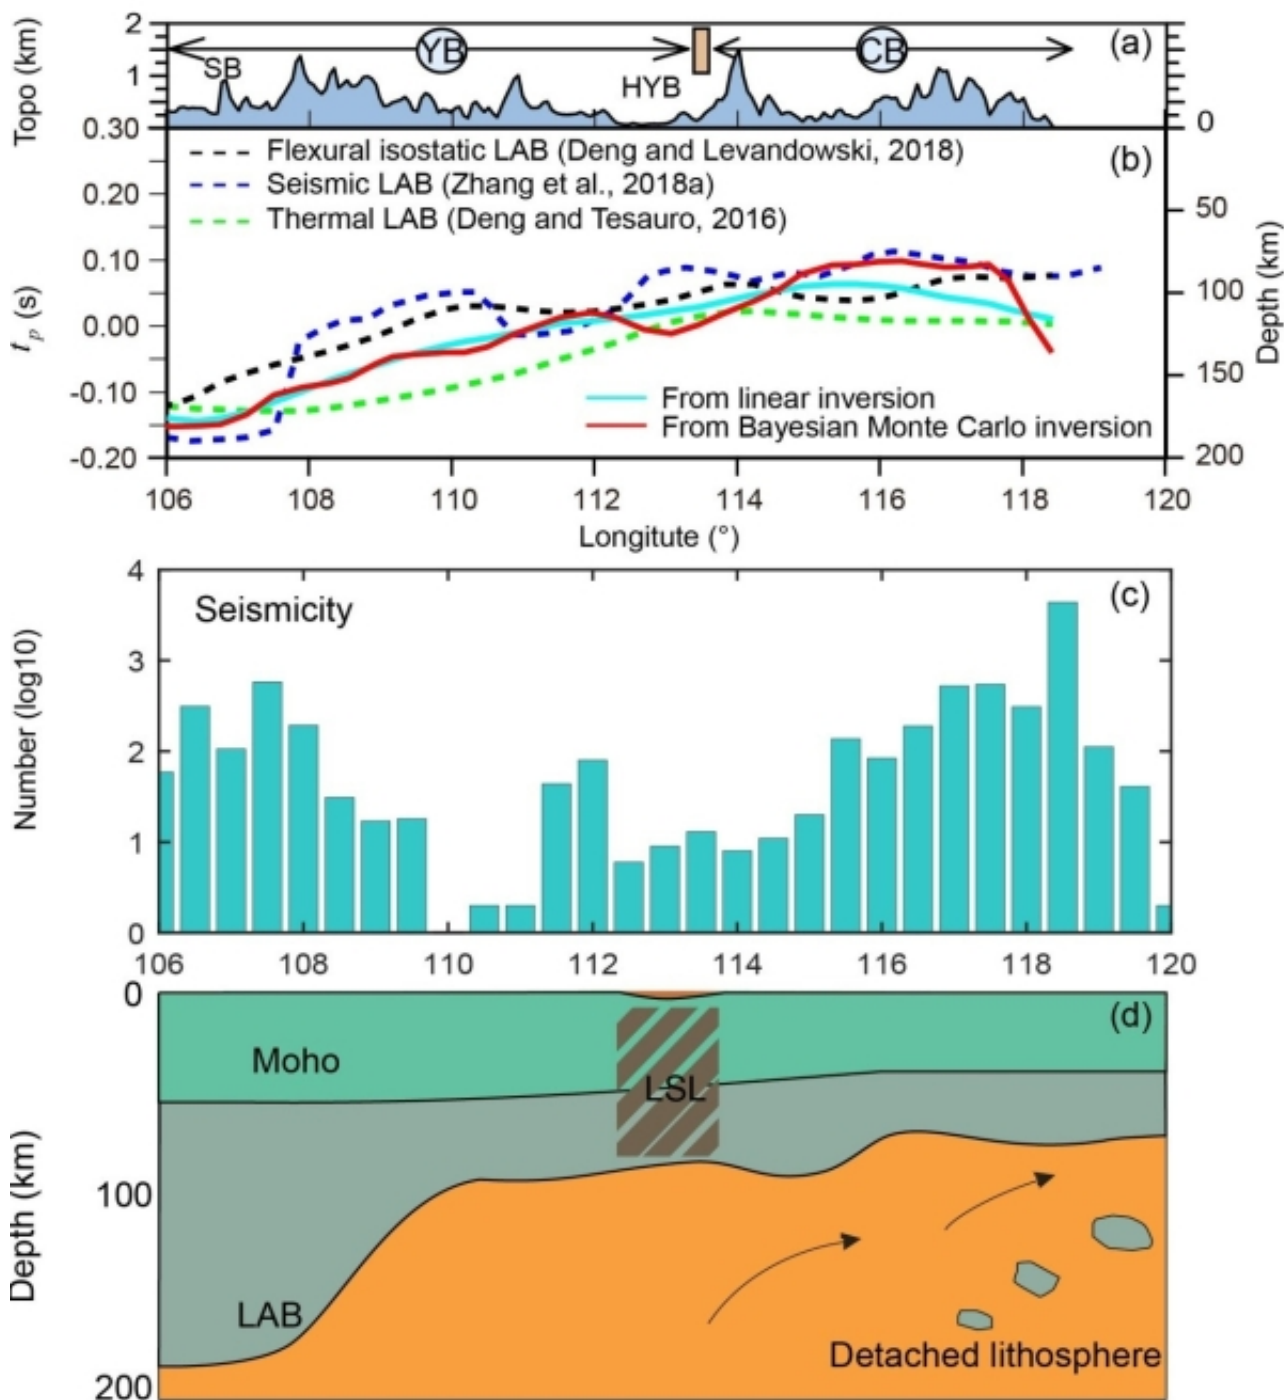 2
1
0
Topo (km)
SB
YB
HYB
CB
(a)
0.30
0.20
0.10
0.00
-0.10
-0.20
t_p (s)
Flexural isostatic LAB (Deng and Levandowski, 2018)
(b)
Seismic LAB (Zhang et al., 2018a)
Thermal LAB (Deng and Tesauro, 2016)
From linear inversion
From Bayesian Monte Carlo inversion
50
100
150
200
Depth (km)
106 108 110 112 114 116 118 120
Longitute (°)
4
3
2
1
0
Number (log10)
Seismicity
(c)
106 108 110 112 114 116 118 120
0
100
200
Depth (km)
(d)
Moho
LSL
LAB
Detached lithosphere